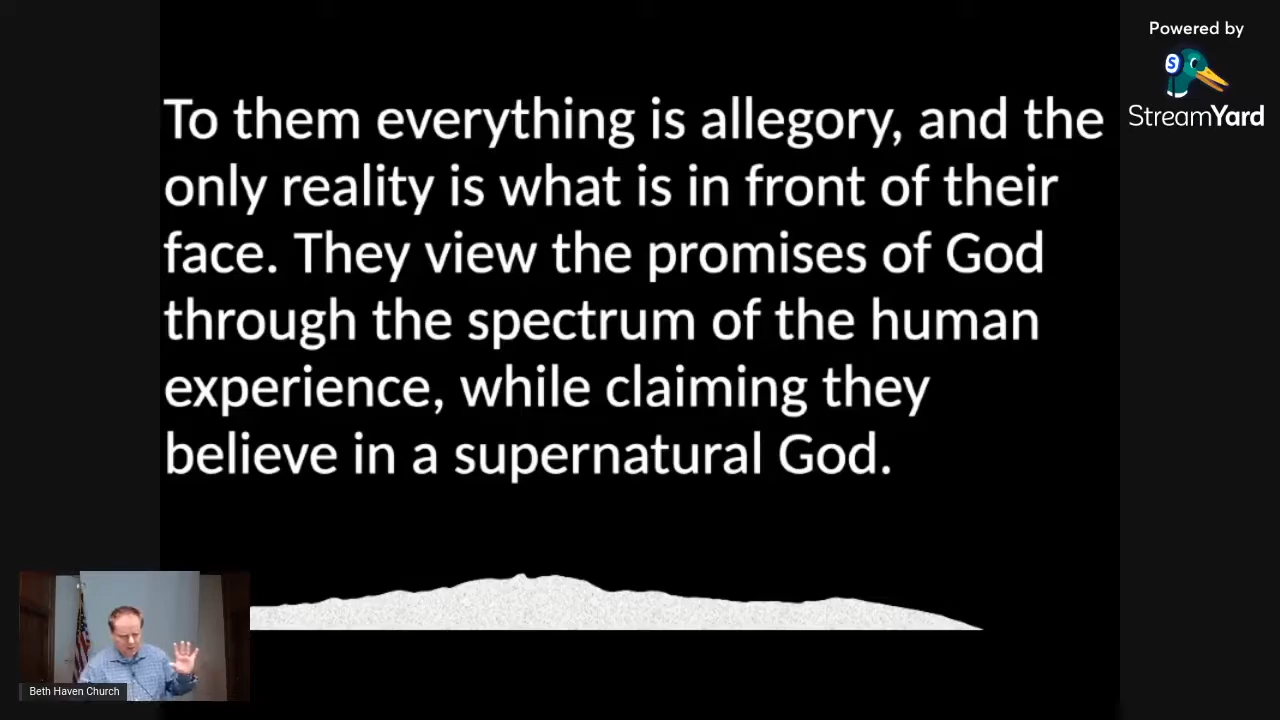 Powered by
StreamYard
To them everything is allegory, and the
only reality is what is in front of their
face. They view the promises of God
through the spectrum of the human
experience, while claiming they
believe in a supernatural God.
Beth Haven Church